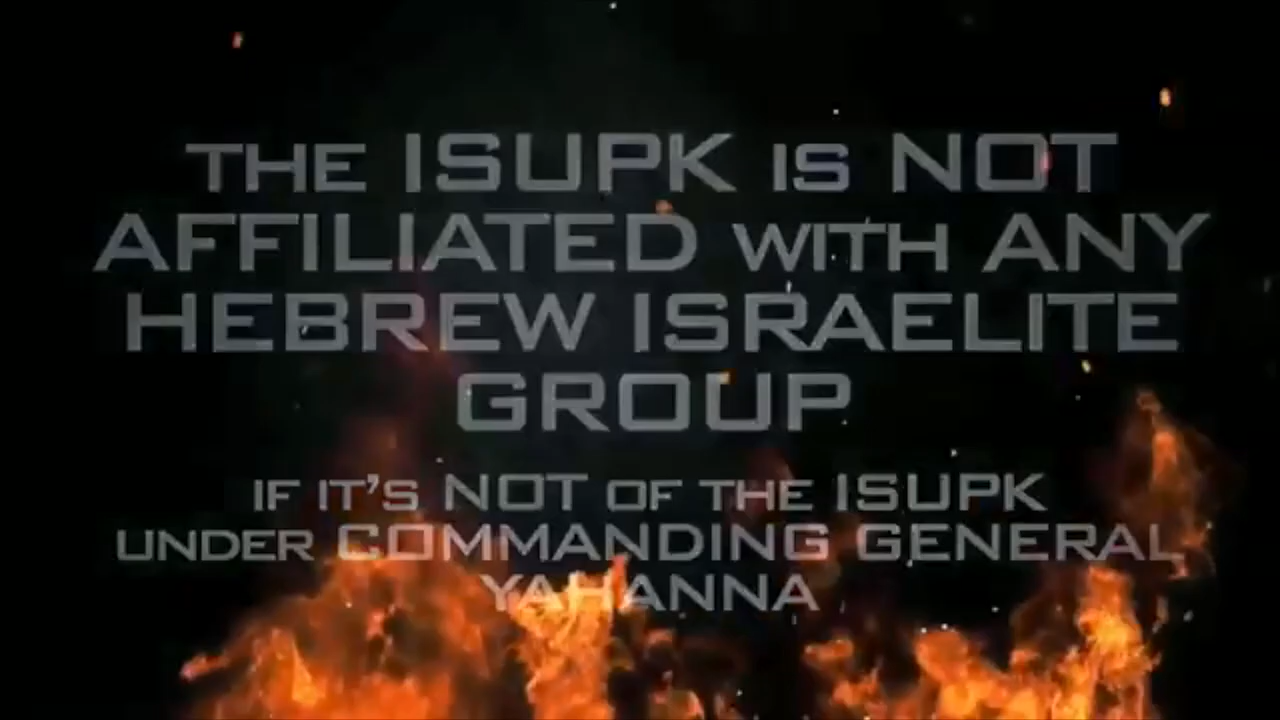 THE ISUPK IS NOT
AFFILIATED WITH ANY
HEBREW ISRAELITE
GROUP
IF IT'S NOT OF THE ISUPK
UNDER COMMANDING GENERAL
YAHANNA